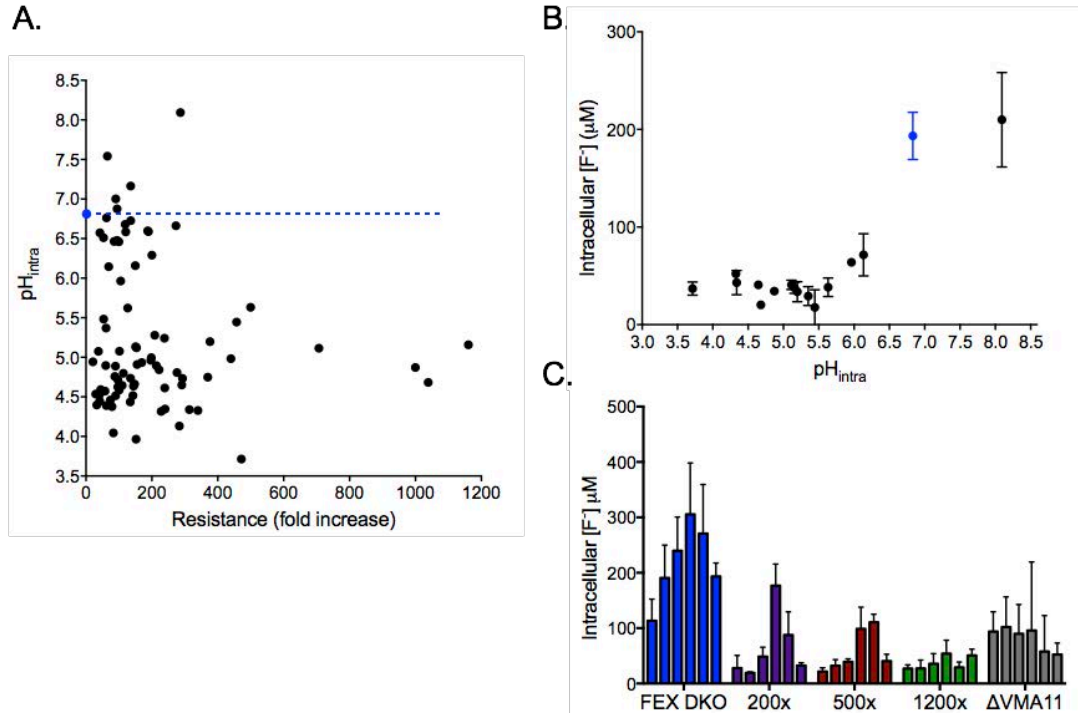 A.
8.5
8.0
7.5
7.0
6.5
6.0
5.5
5.0
4.5
4.0
3.5
pHintra
0 200 400 600 800 1000 1200
Resistance (fold increase)
B.
300
200
100
0
Intracellular [F-] (µM)
3.0 3.5 4.0 4.5 5.0 5.5 6.0 6.5 7.0 7.5 8.0 8.5
pHintra
C.
500
400
300
200
100
0
Intracellular [F-] µM
FEX DKO 200x 500x 1200x ΔVMA11